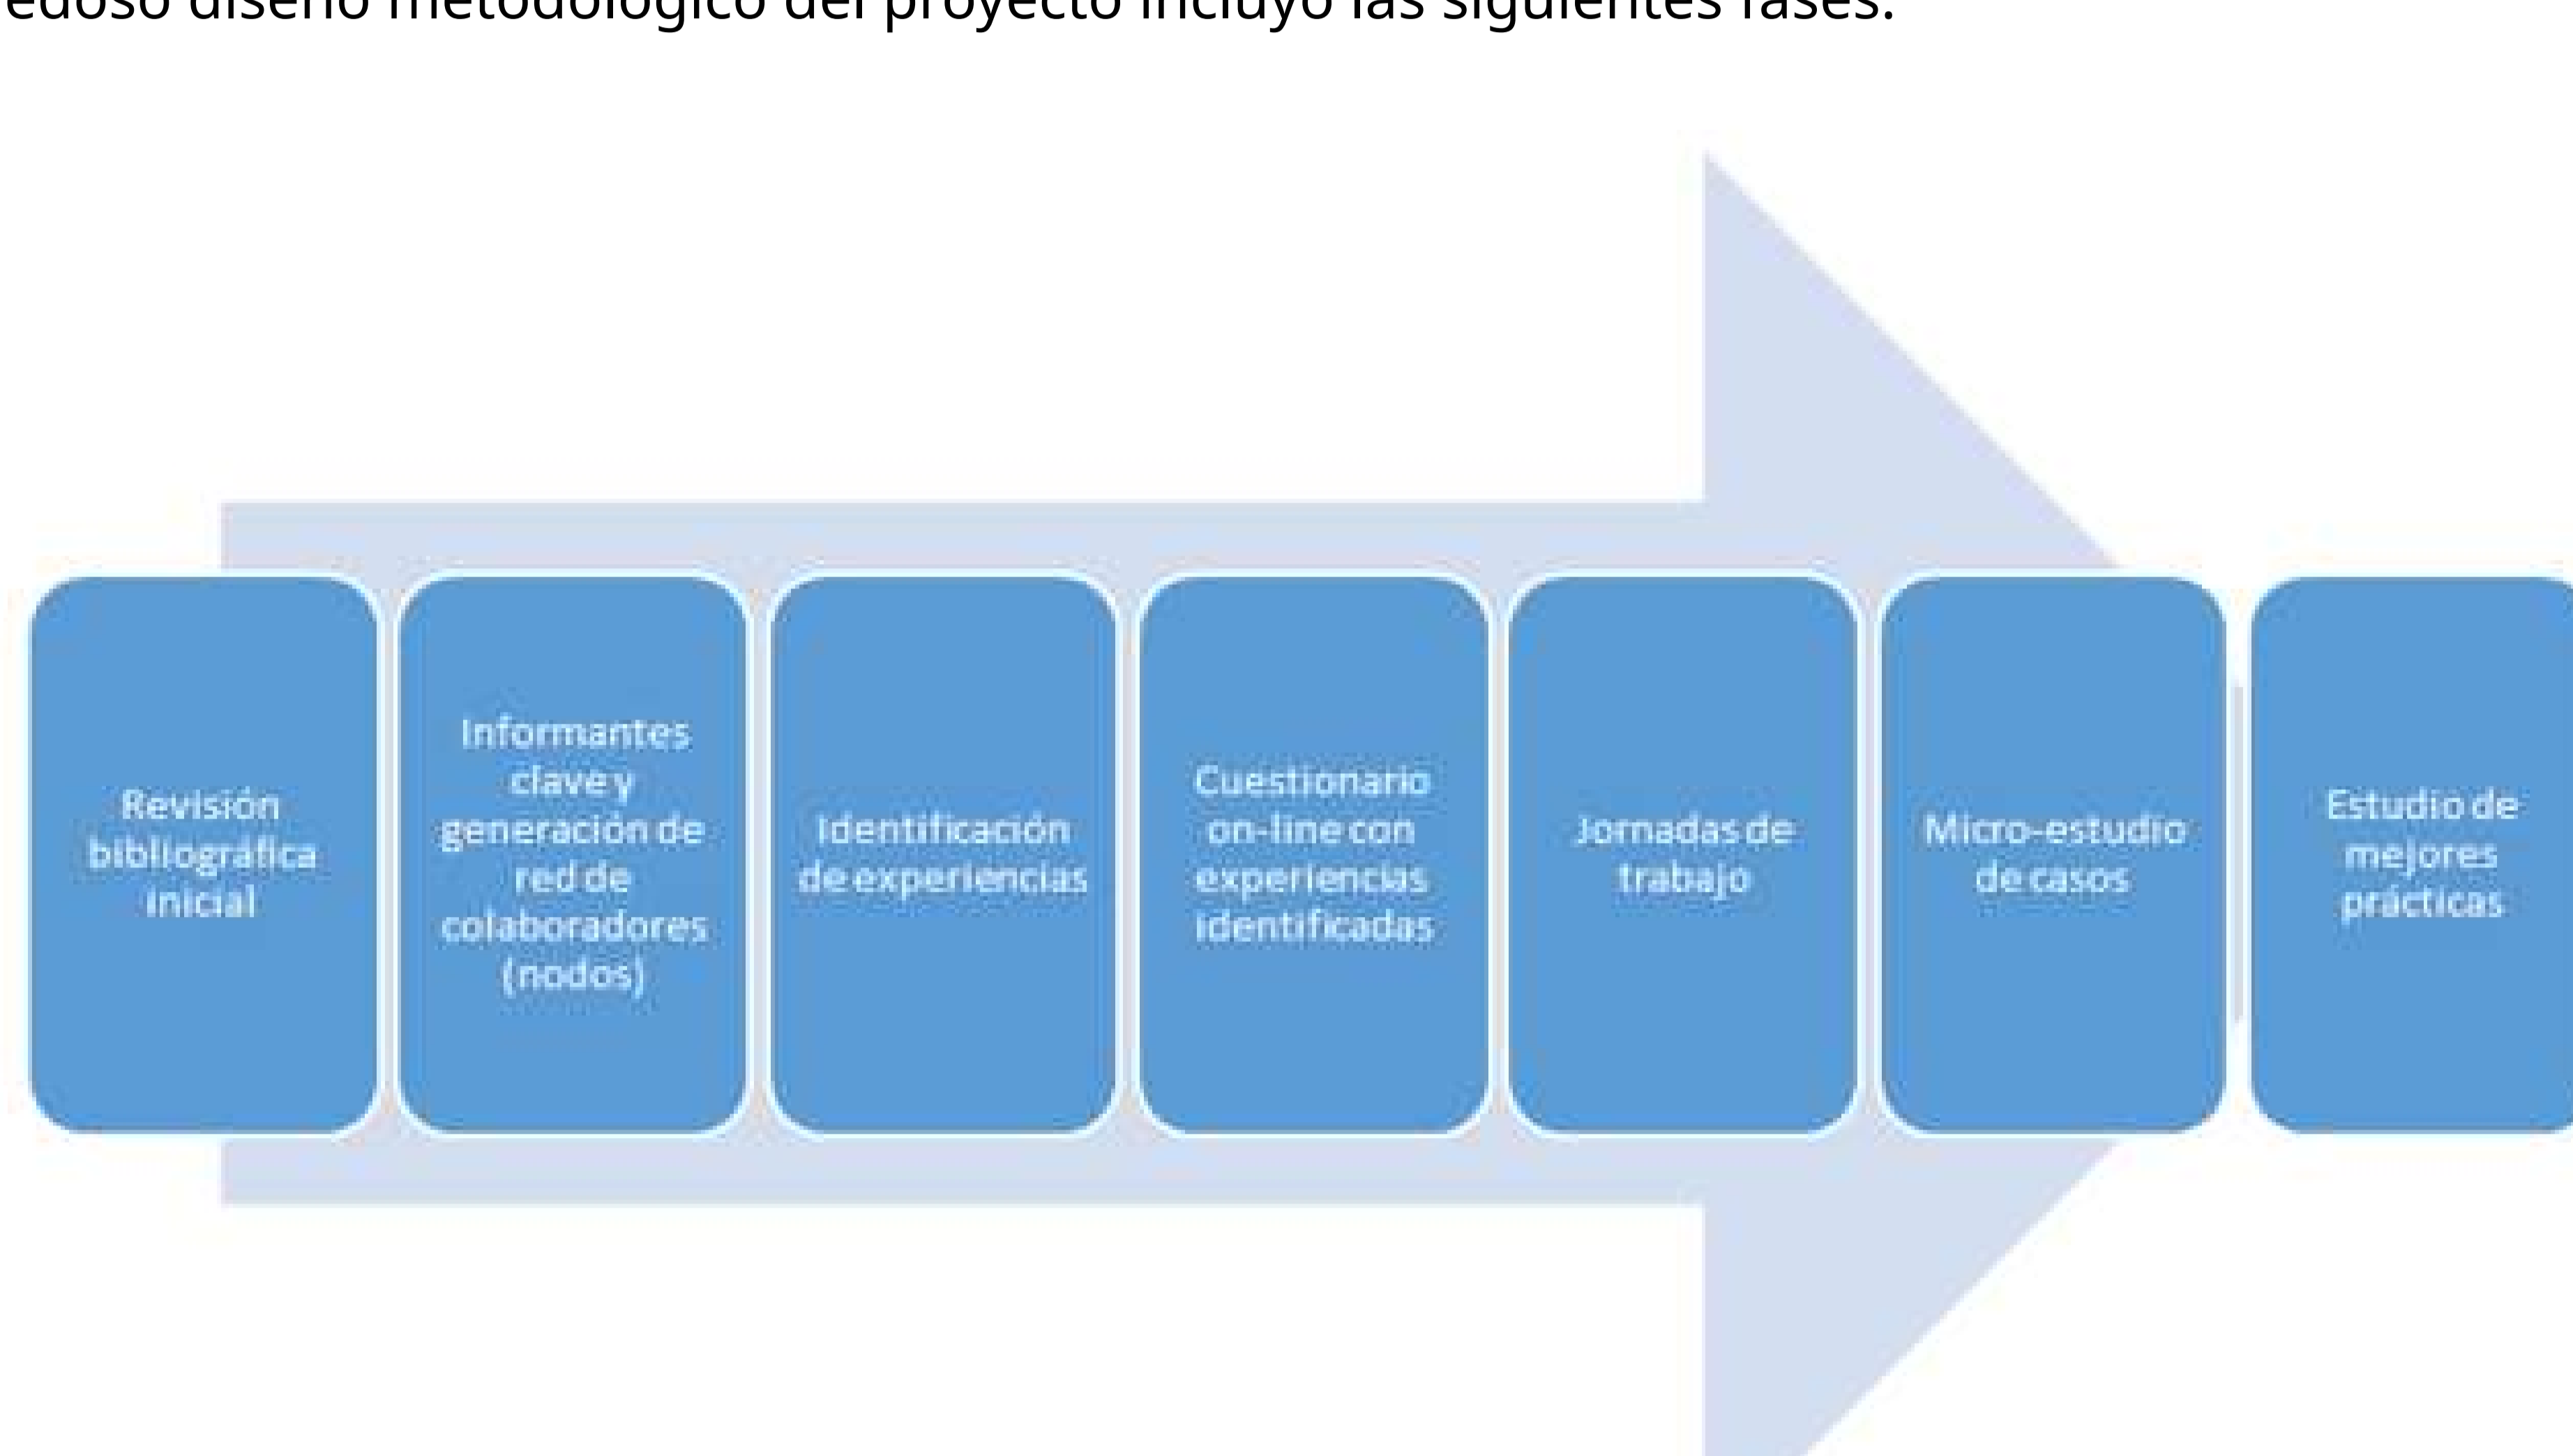 edoso diseño metodológico del proyecto incluyó las siguientes fases:
Revisión
bibliográfica
inicial
Informantes
clave y
generación de
red de
colaboradores
(nodos)
Identificación
de experiencias
Cuestionario
on-line con
experiencias
identificadas
Jornadas de
trabajo
Micro-estudio
de casos
Estudio de
mejores
prácticas